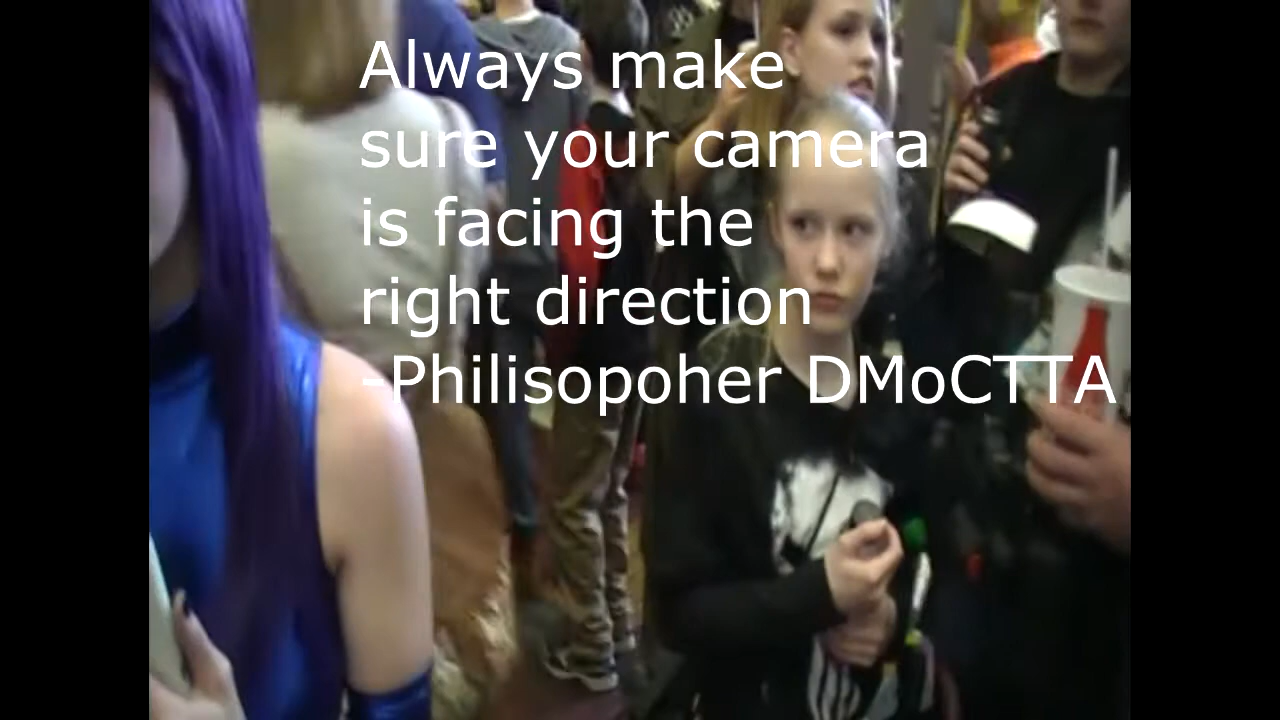 Always make
sure your camera
is facing the
right direction
-Philisopoher DMoCTTA